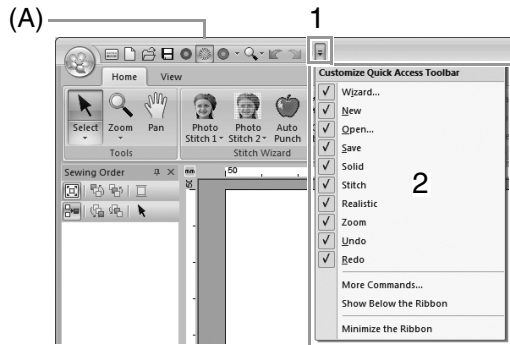 (A)
1
Customize Quick Access Toolbar
Home View
Wizard...
New
Open...
Save
Solid
Stitch
Realistic
Zoom
Undo
Redo
More Commands...
Show Below the Ribbon
Minimize the Ribbon
2
Select Zoom Pan
Photo Stitch 1
Photo Stitch 2
Auto Punch
Tools
Stitch Wizard
Sewing Order
mm
50